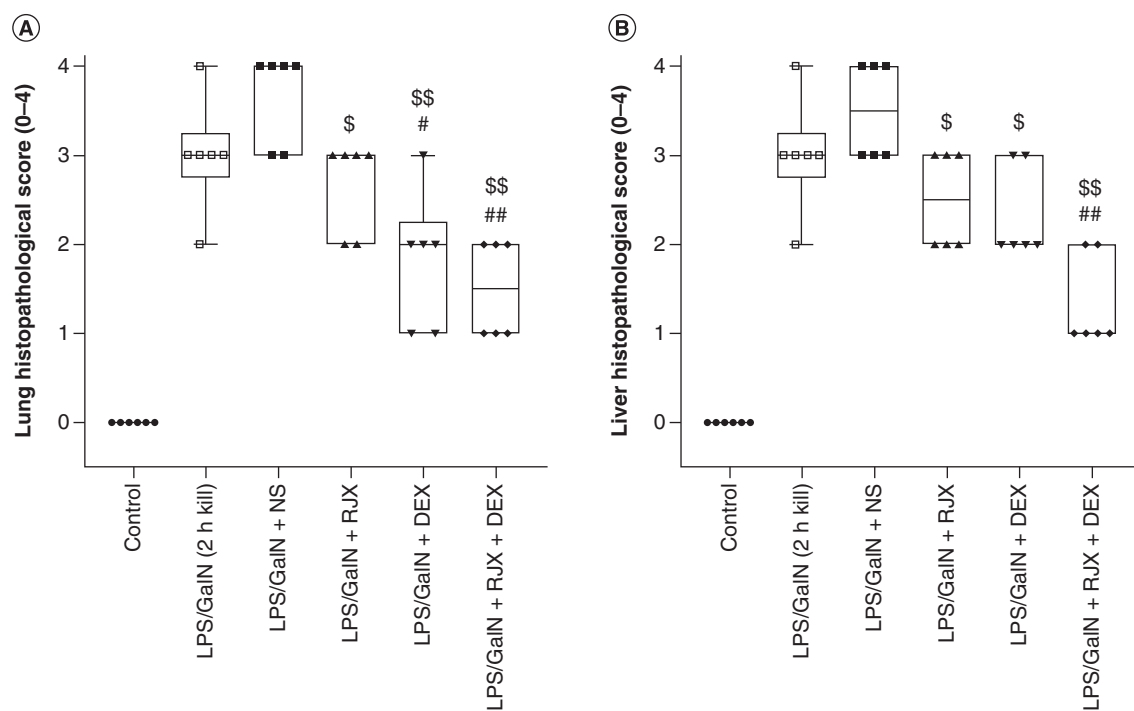 A
Lung histopathological score (0–4)
4
3
2
1
0
$
$$
#
$$
##
Control
LPS/GalN (2 h kill)
LPS/GalN + NS
LPS/GalN + RJX
LPS/GalN + DEX
LPS/GalN + RJX + DEX
B
Liver histopathological score (0–4)
4
3
2
1
0
$
$
$$
##
Control
LPS/GalN (2 h kill)
LPS/GalN + NS
LPS/GalN + RJX
LPS/GalN + DEX
LPS/GalN + RJX + DEX